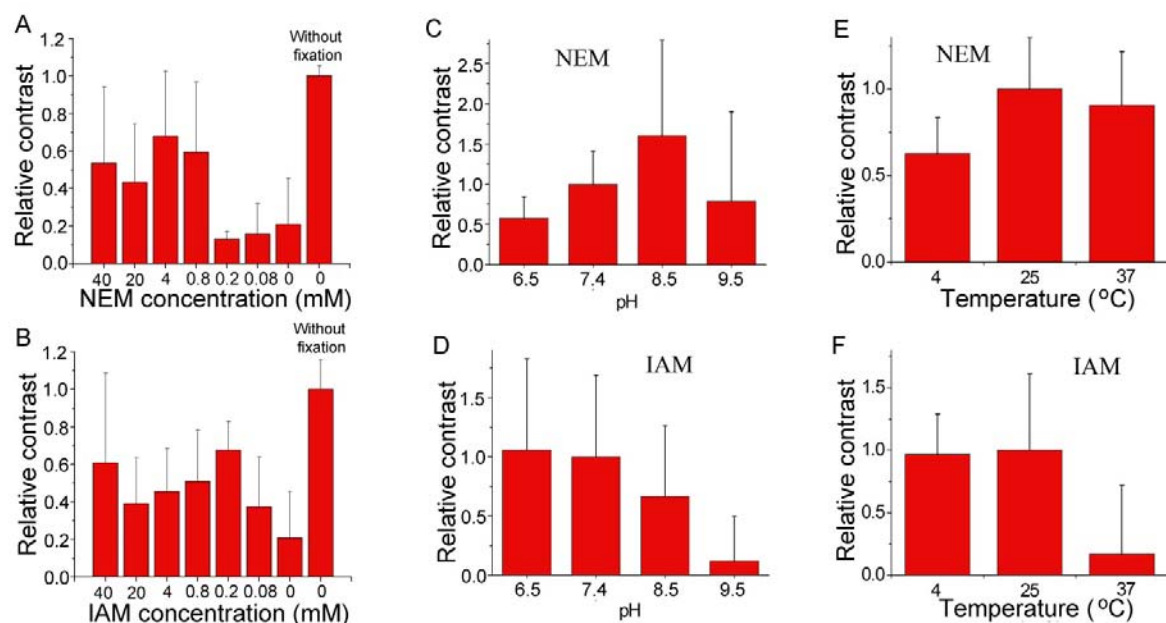 A
Without
fixation
1.2
1.0
0.8
0.6
0.4
0.2
0.0
Relative contrast
40 20 4 0.8 0.2 0.08 0 0
NEM concentration (mM)
B
Without
fixation
1.2
1.0
0.8
0.6
0.4
0.2
0.0
Relative contrast
40 20 4 0.8 0.2 0.08 0 0
IAM concentration (mM)
C
NEM
2.5
2.0
1.5
1.0
0.5
0.0
Relative contrast
6.5 7.4 8.5 9.5
pH
D
IAM
1.5
1.0
0.5
0.0
Relative contrast
6.5 7.4 8.5 9.5
pH
E
NEM
1.0
0.5
0.0
Relative contrast
4 25 37
Temperature (ºC)
F
IAM
1.5
1.0
0.5
0.0
Relative contrast
4 25 37
Temperature (ºC)